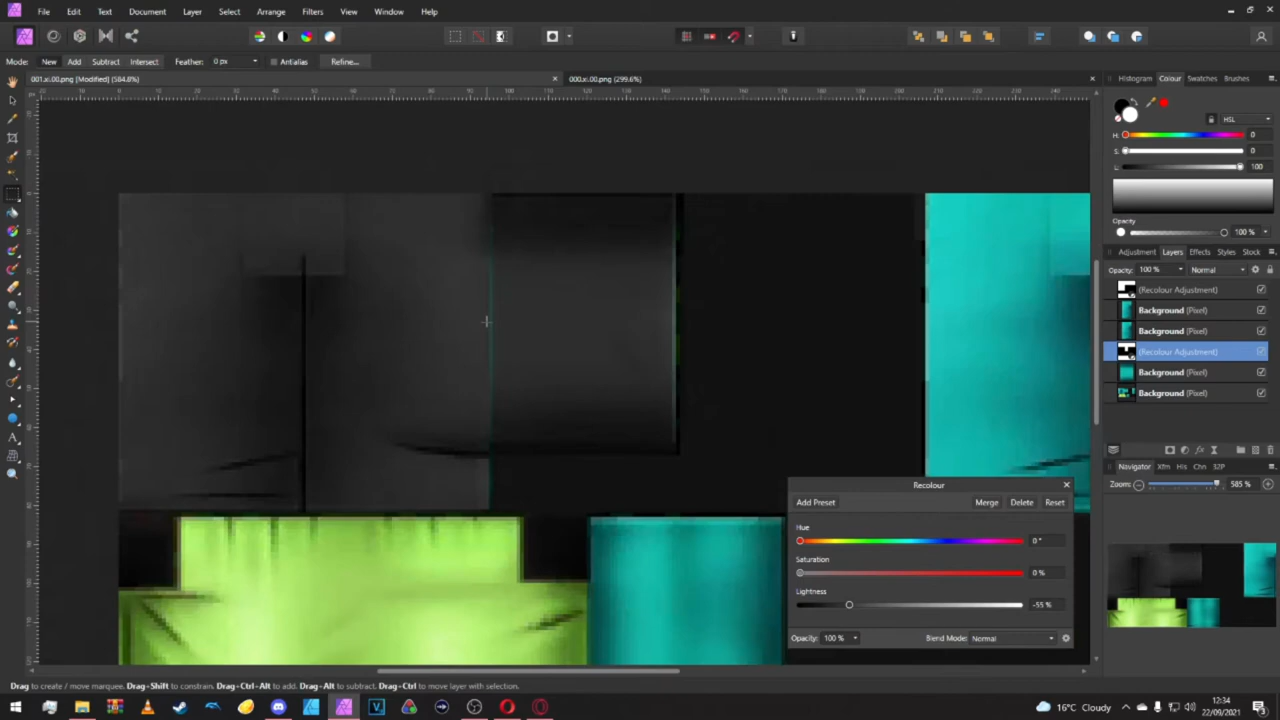 File Edit Text Document Layer Select Arrange Filters View Window Help
Mode: New Add Subtract Intersect Feather: 0 px Antialias Refine...
001.xi.00.png [Modified] (584.8%) 000.xi.00.png (299.6%)
Histogram Colour Swatches Brushes
HSL
H: 0
S: 0
L: 100
Opacity
100 %
Adjustment Layers Effects Styles Stock
Opacity: 100 % Normal
(Recolour Adjustment)
Background (Pixel)
Background (Pixel)
(Recolour Adjustment)
Background (Pixel)
Background (Pixel)
Navigator Xfm His Chn 32P
Zoom: 585 %
Recolour
Add Preset Merge Delete Reset
Hue
0 °
Saturation
0 %
Lightness
-55 %
Opacity: 100 % Blend Mode: Normal
Drag to create / move marquee. Drag+Shift to constrain. Drag+Ctrl+Alt to add. Drag+Alt to subtract. Drag+Ctrl to move layer with selection.
16°C Cloudy
12:34
22/09/2021